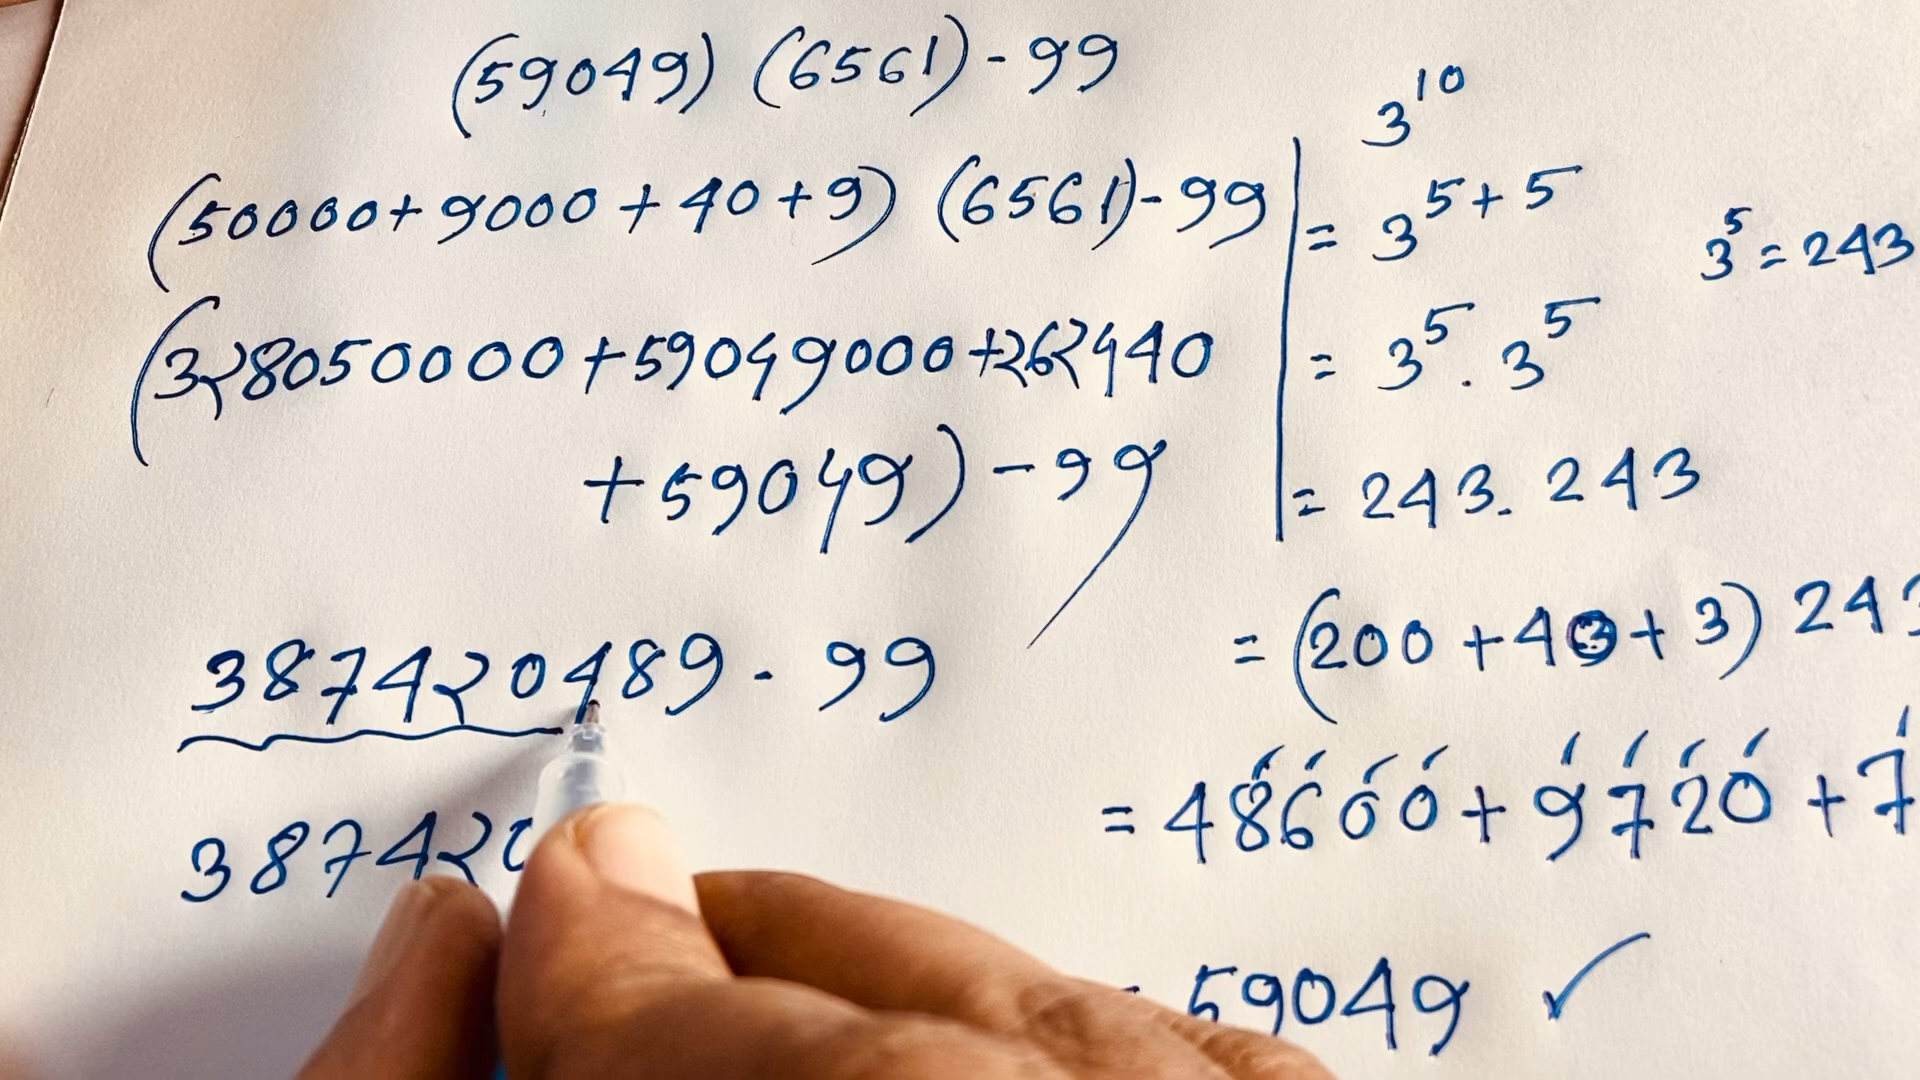 (59049) (6561) - 99
(50000 + 9000 + 40 + 9) (6561) - 99
(328050000 + 59049000 + 262440
+ 59049) - 99
387420489 - 99
387420
3^10
= 3^5+5
3^5 = 243
= 3^5 . 3^5
= 243 . 243
= (200 + 40 + 3) 243
= 48600 + 9720 + 7
= 59049 ✓